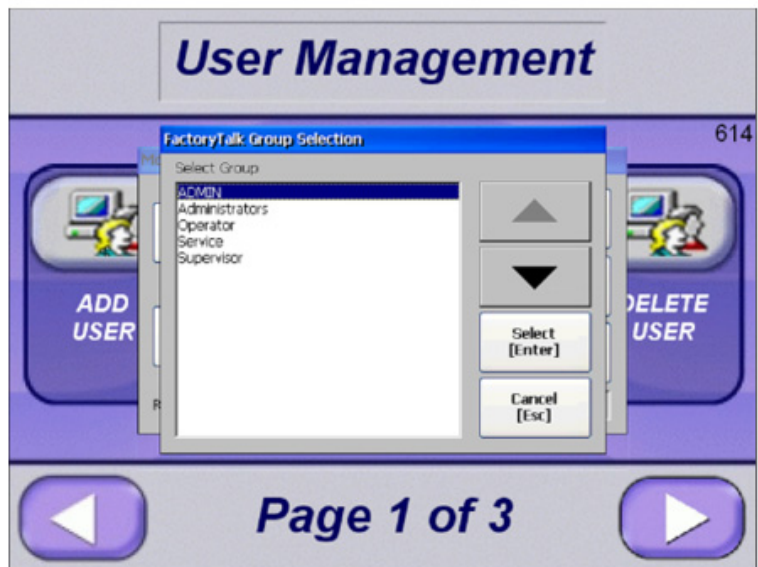 User Management
614
FactoryTalk Group Selection
Select Group
ADMIN
Administrators
Operator
Service
Supervisor
Select
[Enter]
Cancel
[Esc]
ADD
USER
DELETE
USER
Page 1 of 3